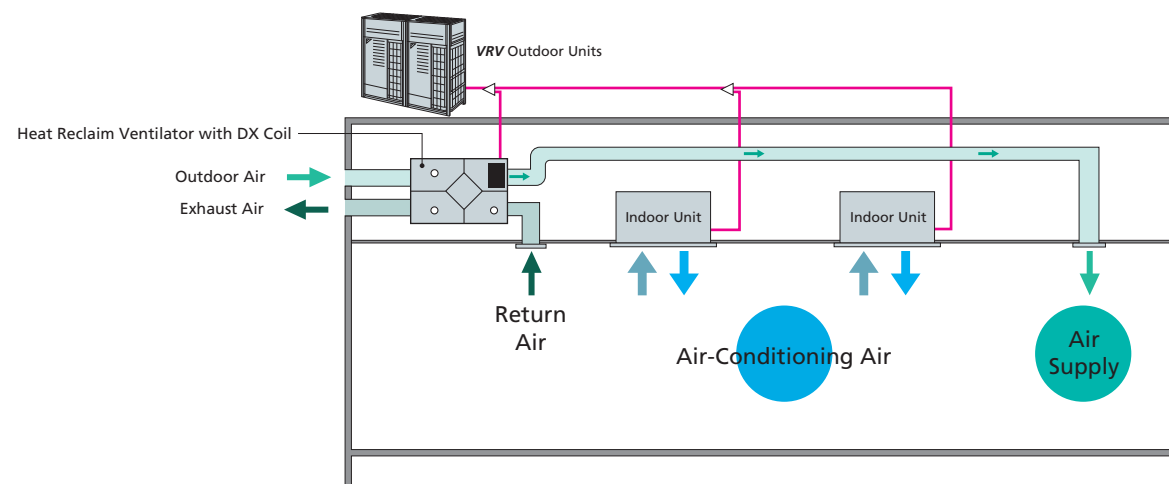 VRV Outdoor Units
Heat Reclaim Ventilator with DX Coil
Outdoor Air
Exhaust Air
Indoor Unit
Indoor Unit
Return
Air
Air-Conditioning Air
Air
Supply